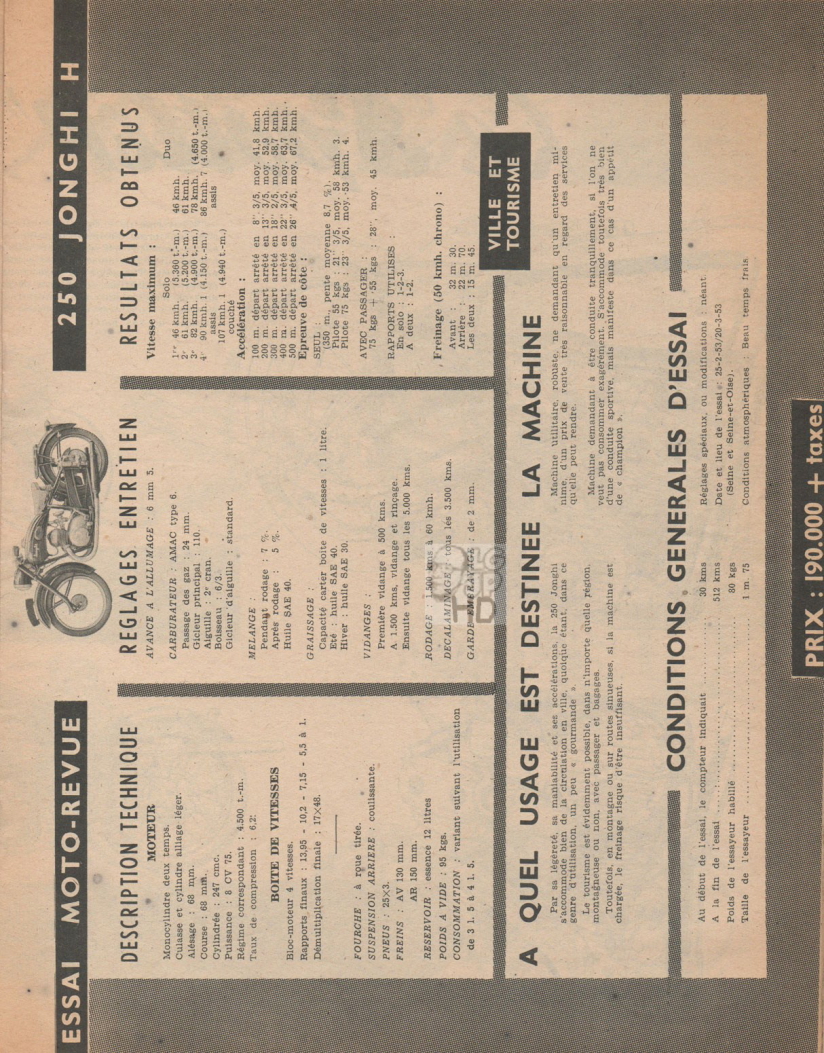 ESSAI MOTO-REVUE
250 JONGHI H
DESCRIPTION TECHNIQUE
MOTEUR
Monocylindre deux temps.
Culasse et cylindre alliage léger.
Alésage : 68 mm.
Course : 68 mm.
Cylindrée : 247 cmc.
Puissance : 8 CV 75.
Régime correspondant : 4.500 t.-m.
Taux de compression : 6,2.
BOITE DE VITESSES
Bloc-moteur 4 vitesses.
Rapports finaux : 13,95 - 10,2 - 7,15 - 5,5 à 1.
Démultiplication finale : 17×48.
FOURCHE : à roue tirée.
SUSPENSION ARRIERE : coulissante.
PNEUS : 25×3.
FREINS : AV 130 mm.
AR 150 mm.
RESERVOIR : essence 12 litres
POIDS A VIDE : 95 kgs.
CONSOMMATION : variant suivant l'utilisation
de 3 l. 5 à 4 l. 5.
REGLAGES ENTRETIEN
AVANCE A L'ALLUMAGE : 6 mm 5.
CARBURATEUR : AMAC type 6.
Passage des gaz : 24 mm.
Gicleur principal : 110.
Aiguille : 2e cran.
Boisseau : 6/3.
Gicleur d'aiguille : standard.
MELANGE :
Pendant rodage : 7 %.
Après rodage : 5 %.
Huile SAE 40.
GRAISSAGE :
Capacité carter boîte de vitesses : 1 litre.
Eté : huile SAE 40.
Hiver : huile SAE 30.
VIDANGES :
Première vidange à 500 kms.
A 1.500 kms, vidange et rinçage.
Ensuite vidange tous les 5.000 kms.
RODAGE : 1.500 kms à 60 kmh.
DECALAMINAGE : tous les 3.500 kms.
GARDE EMBRAYAGE : de 2 mm.
RESULTATS OBTENUS
Vitesse maximum :
Solo Duo
1re 46 kmh. (5.360 t.-m.) 46 kmh.
2e 61 kmh. (5.200 t.-m.) 61 kmh.
3e 82 kmh. (4.900 t.-m.) 78 kmh. (4.650 t.-m.)
4e 90 kmh. 1 (4.150 t.-m.) 86 kmh. 7 (4.000 t.-m.)
assis assis
107 kmh. 1 (4.940 t.-m.)
couché
Accélération :
100 m. départ arrêté en 8" 3/5, moy. 41,8 kmh.
200 m. départ arrêté en 13" 3/5, moy. 52,9 kmh.
300 m. départ arrêté en 18" 2/5, moy. 58,7 kmh.
400 m. départ arrêté en 22" 3/5, moy. 63,7 kmh.
500 m. départ arrêté en 26" 4/5, moy. 67,2 kmh.
Epreuve de côte :
SEUL :
(350 m. pente moyenne 8,7 %).
Pilote 55 kgs : 21" 3/5, moy. 58 kmh. 3.
Pilote 75 kgs : 23" 3/5, moy. 53 kmh. 4.
AVEC PASSAGER :
75 kgs + 55 kgs : 28", moy. 45 kmh.
RAPPORTS UTILISES :
En solo : 1-2-3.
A deux : 1-2.
Freinage (50 kmh. chrono) :
Avant : 32 m. 30.
Arrière : 22 m. 70.
Les deux : 15 m. 45.
A QUEL USAGE EST DESTINEE LA MACHINE
VILLE ET
TOURISME
Par sa légèreté, sa maniabilité et ses accélérations, la 250 Jonghi
s'accommode bien de la circulation en ville, quoique étant, dans ce
genre d'utilisation, un peu « gourmande ».
Le tourisme est évidemment possible, dans n'importe quelle région,
montagneuse ou non, avec passager et bagages.
Toutefois, en montagne ou sur routes sinueuses, si la machine est
chargée, le freinage risque d'être insuffisant.
Machine utilitaire, robuste, ne demandant qu'un entretien mi-
nime, d'un prix de vente très raisonnable en regard des services
qu'elle peut rendre.
Machine demandant à être conduite tranquillement, si l'on ne
veut pas consommer exagérément. S'accommode toutefois très bien
d'une conduite sportive, mais manifeste dans ce cas d'un appétit
de « champion ».
CONDITIONS GENERALES D'ESSAI
Au début de l'essai, le compteur indiquait 30 kms
A la fin de l'essai 512 kms
Poids de l'essayeur habillé 80 kgs
Taille de l'essayeur 1 m 75
Réglages spéciaux, ou modifications : néant.
Date et lieu de l'essai : 25-2-53/20-3-53
(Seine et Seine-et-Oise).
Conditions atmosphériques : Beau temps frais
PRIX : 190.000 + taxes